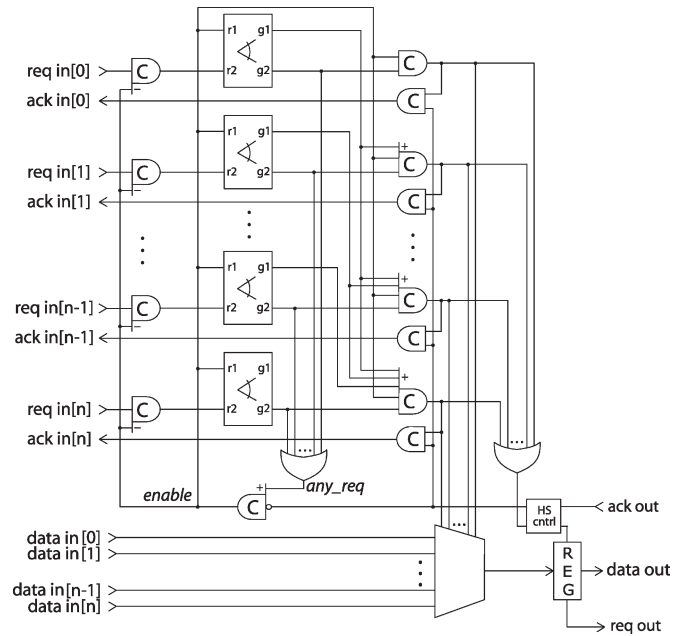 r1 g1
req in[0] C r2 g2 C
ack in[0] C
r1 g1 +
req in[1] C r2 g2 C
−
ack in[1] C
r1 g1 +
req in[n-1] C r2 g2 C
−
ack in[n-1] C
r1 g1 +
req in[n] C r2 g2 C
−
ack in[n] C
...
...
+
any_req
enable
C
HS
cntrl
ack out
...
data in [0]
data in [1]
data in[n-1]
data in[n]
R
E
G
data out
req out